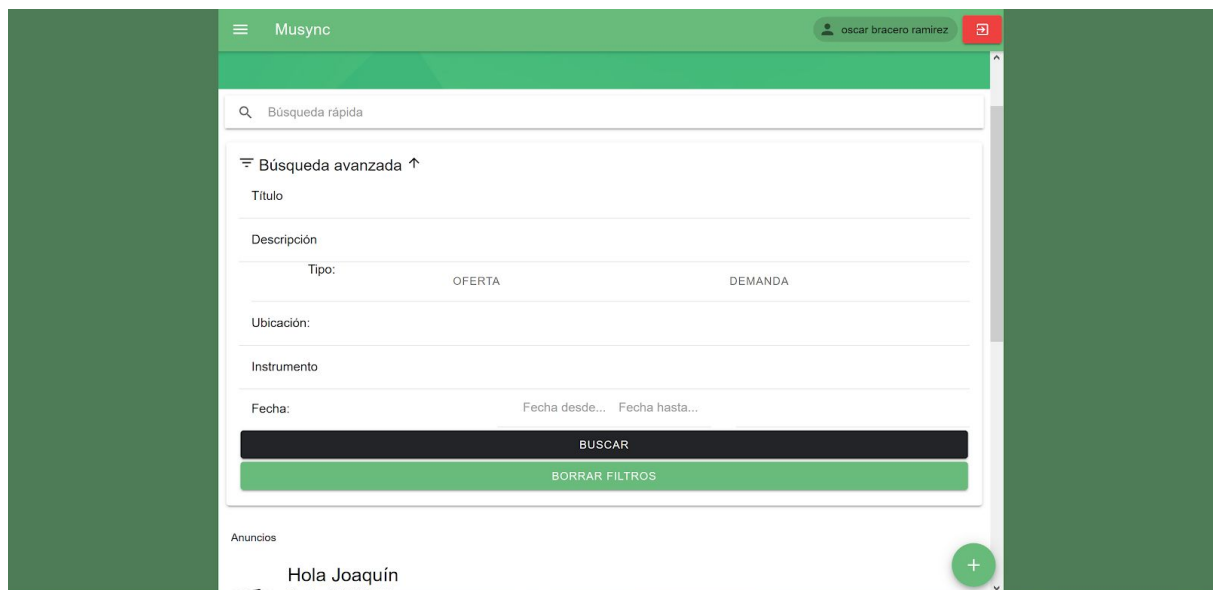 Musync
oscar bracero ramirez
Búsqueda rápida
Búsqueda avanzada
Título
Descripción
Tipo:
OFERTA
DEMANDA
Ubicación:
Instrumento
Fecha:
Fecha desde... Fecha hasta...
BUSCAR
BORRAR FILTROS
Anuncios
Hola Joaquín